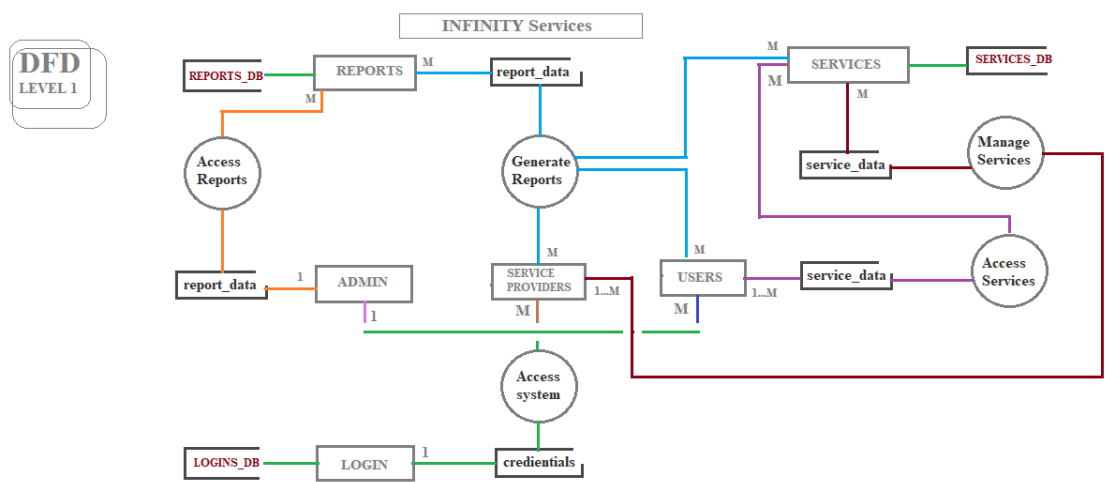 INFINITY Services
DFD
LEVEL 1
REPORTS_DB
REPORTS
M
report_data
M
SERVICES
SERVICES_DB
M
M
M
Access
Reports
Generate
Reports
service_data
Manage
Services
report_data
1
ADMIN
1
M
SERVICE
PROVIDERS
1...M
M
M
USERS
1...M
M
service_data
Access
Services
Access
system
LOGINS_DB
LOGIN
1
credientials